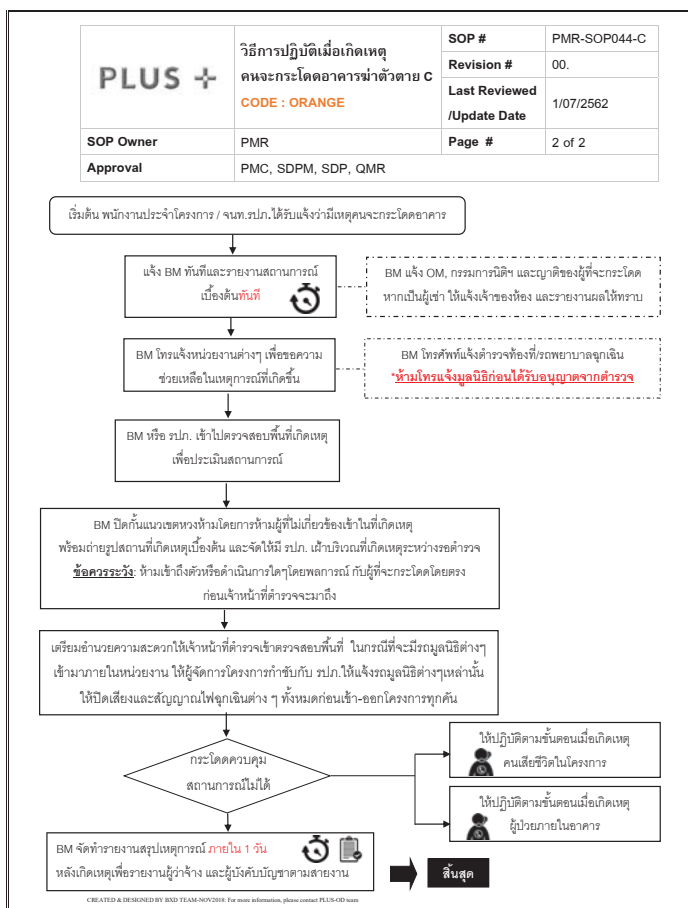 PLUS +
วิธีการปฏิบัติเมื่อเกิดเหตุ
คนจะกระโดดอาคารฆ่าตัวตาย C
CODE : ORANGE
SOP #
PMR-SOP044-C
Revision #
00.
Last Reviewed
/Update Date
1/07/2562
SOP Owner
PMR
Page #
2 of 2
Approval
PMC, SDPM, SDP, QMR
เริ่มต้น พนักงานประจำโครงการ / จนท.รปภ.ได้รับแจ้งว่ามีเหตุคนจะกระโดดอาคาร
แจ้ง BM ทันทีและรายงานสถานการณ์
เบื้องต้นทันที
BM แจ้ง OM, กรรมการนิติฯ และญาติของผู้ที่จะกระโดด
หากเป็นผู้เช่า ให้แจ้งเจ้าของห้อง และรายงานผลให้ทราบ
BM โทรแจ้งหน่วยงานต่างๆ เพื่อขอความ
ช่วยเหลือในเหตุการณ์ที่เกิดขึ้น
BM โทรศัพท์แจ้งตำรวจท้องที่/รถพยาบาลฉุกเฉิน
*ห้ามโทรแจ้งมูลนิธิก่อนได้รับอนุญาตจากตำรวจ
BM หรือ รปภ. เข้าไปตรวจสอบพื้นที่เกิดเหตุ
เพื่อประเมินสถานการณ์
BM ปิดกั้นแนวเขตหวงห้ามโดยการห้ามผู้ที่ไม่เกี่ยวข้องเข้าในที่เกิดเหตุ
พร้อมถ่ายรูปสถานที่เกิดเหตุเบื้องต้น และจัดให้มี รปภ. เฝ้าบริเวณที่เกิดเหตุระหว่างรอตำรวจ
ข้อควรระวัง: ห้ามเข้าถึงตัวหรือดำเนินการใดๆโดยพลการณ์ กับผู้ที่จะกระโดดโดยตรง
ก่อนเจ้าหน้าที่ตำรวจจะมาถึง
เตรียมอำนวยความสะดวกให้เจ้าหน้าที่ตำรวจเข้าตรวจสอบพื้นที่ ในกรณีที่จะมีรถมูลนิธิต่างๆ
เข้ามาภายในหน่วยงาน ให้ผู้จัดการโครงการกำชับกับ รปภ.ให้แจ้งรถมูลนิธิต่างๆเหล่านั้น
ให้ปิดเสียงและสัญญาณไฟฉุกเฉินต่าง ๆ ทั้งหมดก่อนเข้า-ออกโครงการทุกคัน
กระโดดควบคุม
สถานการณ์ไม่ได้
ให้ปฏิบัติตามขั้นตอนเมื่อเกิดเหตุ
คนเสียชีวิตในโครงการ
ให้ปฏิบัติตามขั้นตอนเมื่อเกิดเหตุ
ผู้ป่วยภายในอาคาร
BM จัดทำรายงานสรุปเหตุการณ์ ภายใน 1 วัน
หลังเกิดเหตุเพื่อรายงานผู้ว่าจ้าง และผู้บังคับบัญชาตามสายงาน
สิ้นสุด
CREATED & DESIGNED BY BXD TEAM-NOV2018: For more information, please contact PLUS-OD team